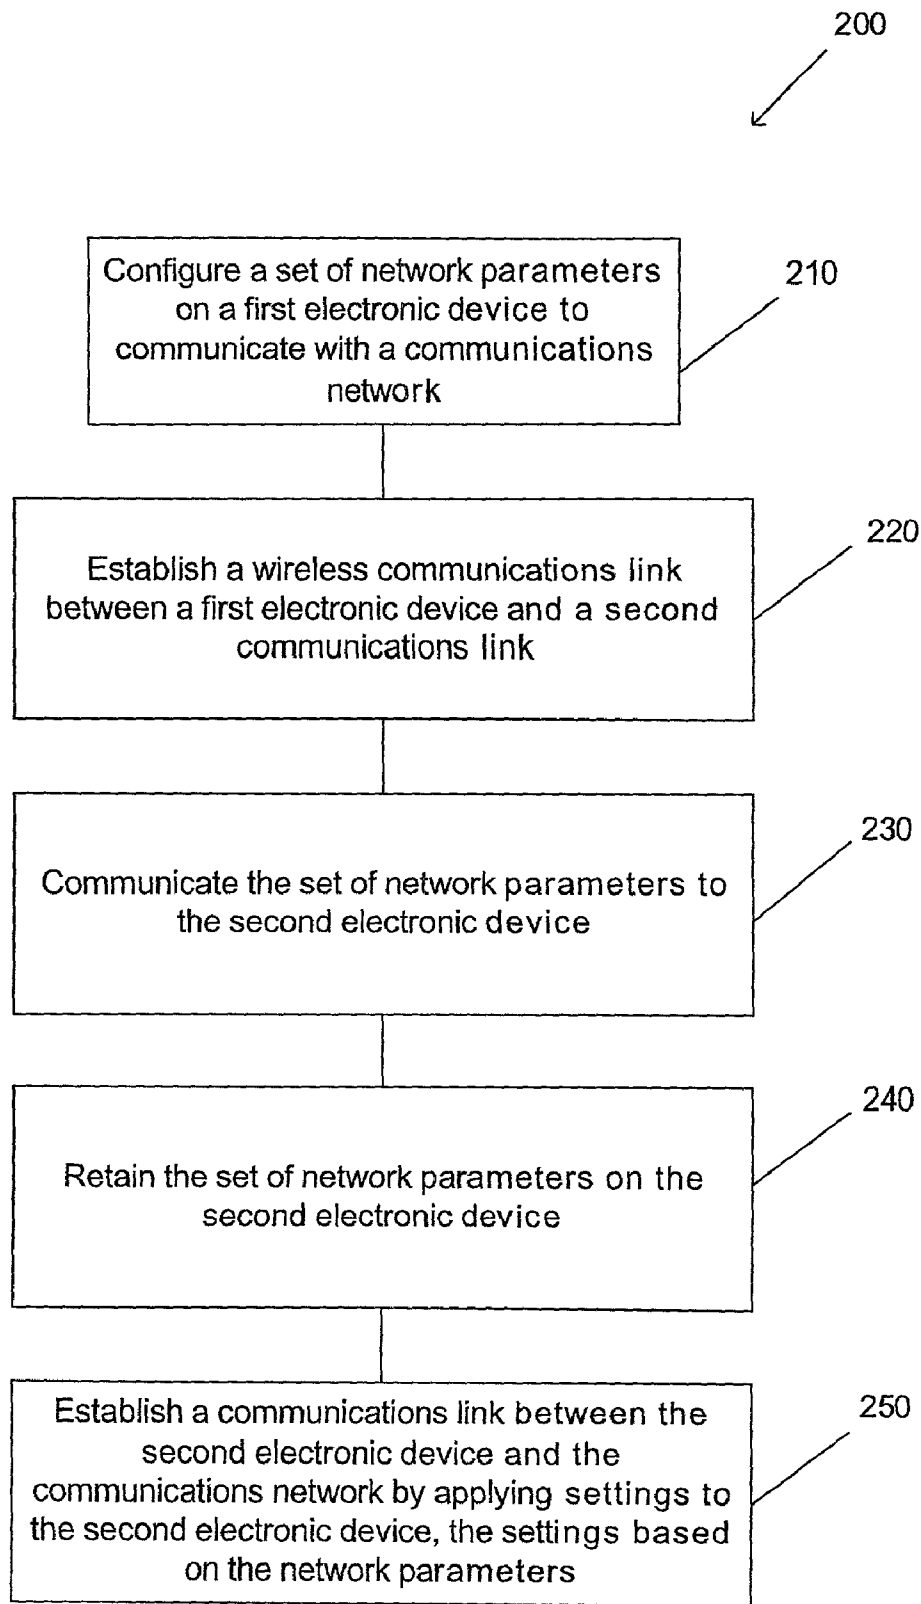 200
Configure a set of network parameters
on a first electronic device to
communicate with a communications
network
210
Establish a wireless communications link
between a first electronic device and a second
communications link
220
Communicate the set of network parameters to
the second electronic device
230
Retain the set of network parameters on the
second electronic device
240
Establish a communications link between the
second electronic device and the
communications network by applying settings to
the second electronic device, the settings based
on the network parameters
250